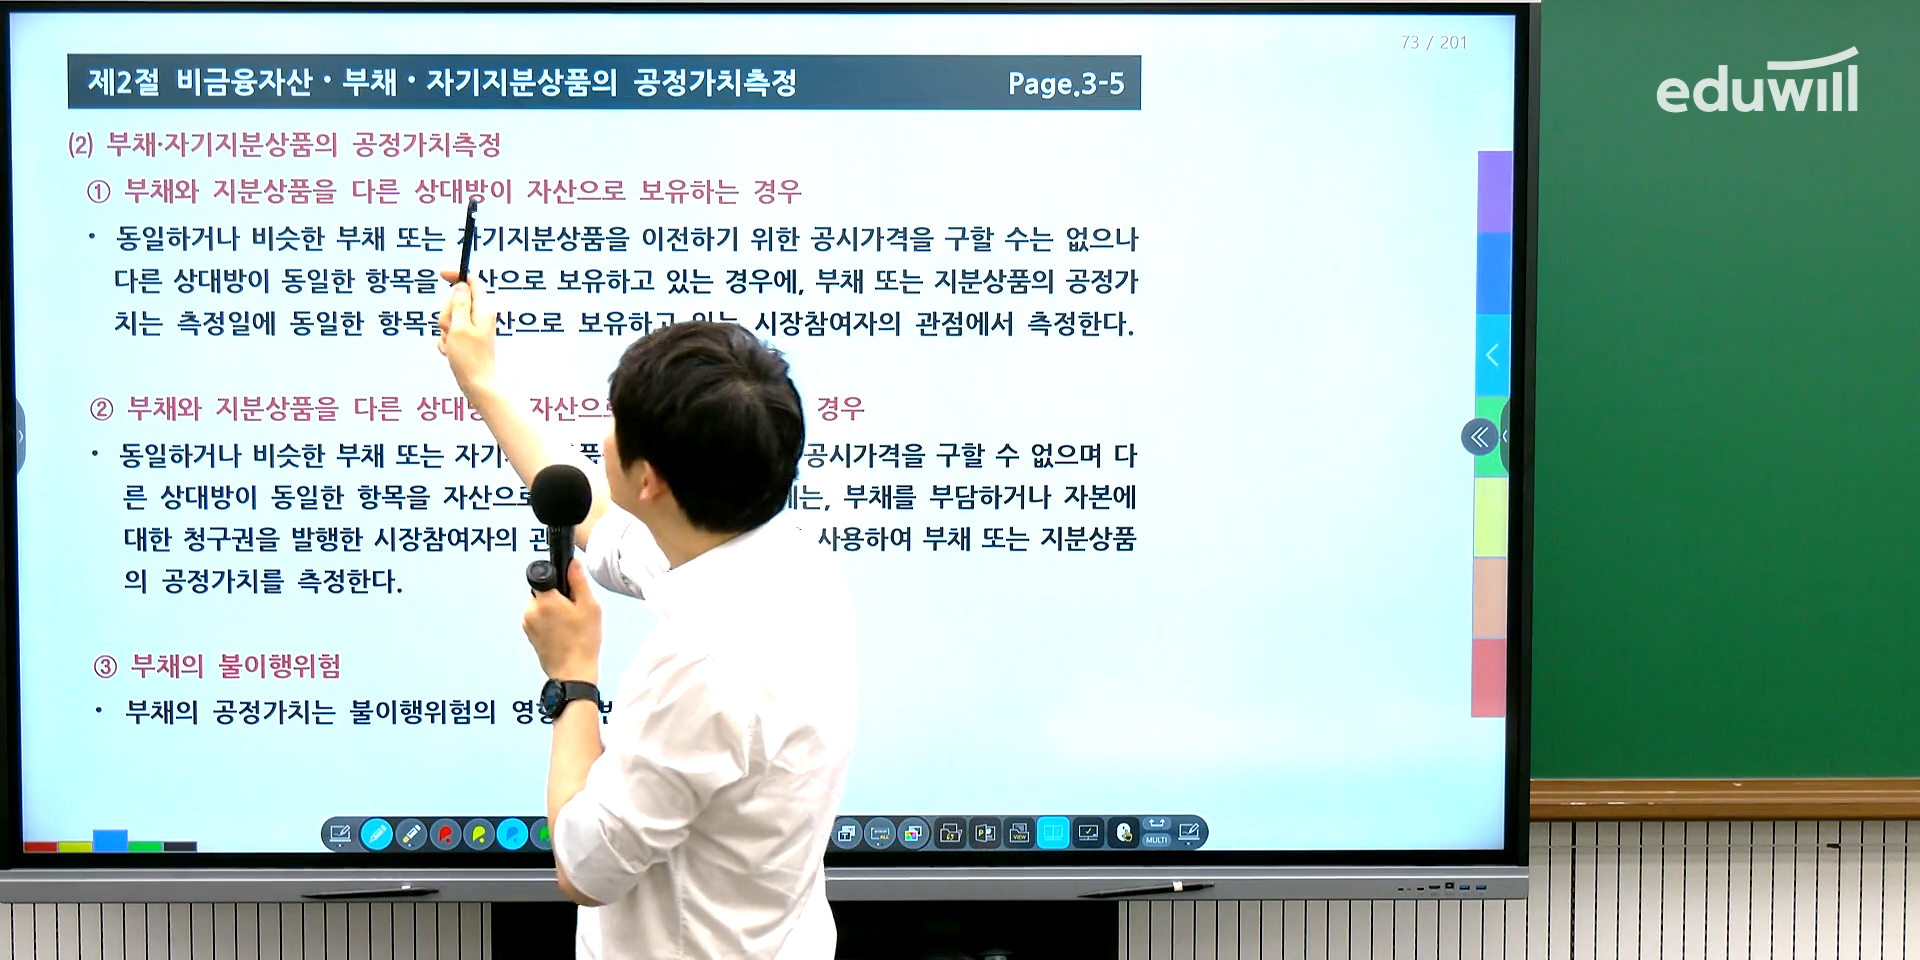 73 / 201
eduwill
제2절 비금융자산·부채·자기지분상품의 공정가치측정 Page.3-5
(2) 부채·자기지분상품의 공정가치측정
① 부채와 지분상품을 다른 상대방이 자산으로 보유하는 경우
· 동일하거나 비슷한 부채 또는 자기지분상품을 이전하기 위한 공시가격을 구할 수는 없으나
다른 상대방이 동일한 항목을 자산으로 보유하고 있는 경우에, 부채 또는 지분상품의 공정가
치는 측정일에 동일한 항목을 자산으로 보유하고 있는 시장참여자의 관점에서 측정한다.
② 부채와 지분상품을 다른 상대방 자산으로 경우
· 동일하거나 비슷한 부채 또는 공시가격을 구할 수 없으며 다
른 상대방이 동일한 항목을 자산으로 부채를 부담하거나 자본에
대한 청구권을 발행한 시장참여자의 사용하여 부채 또는 지분상품
의 공정가치를 측정한다.
③ 부채의 불이행위험
· 부채의 공정가치는 불이행위험의
MULTI